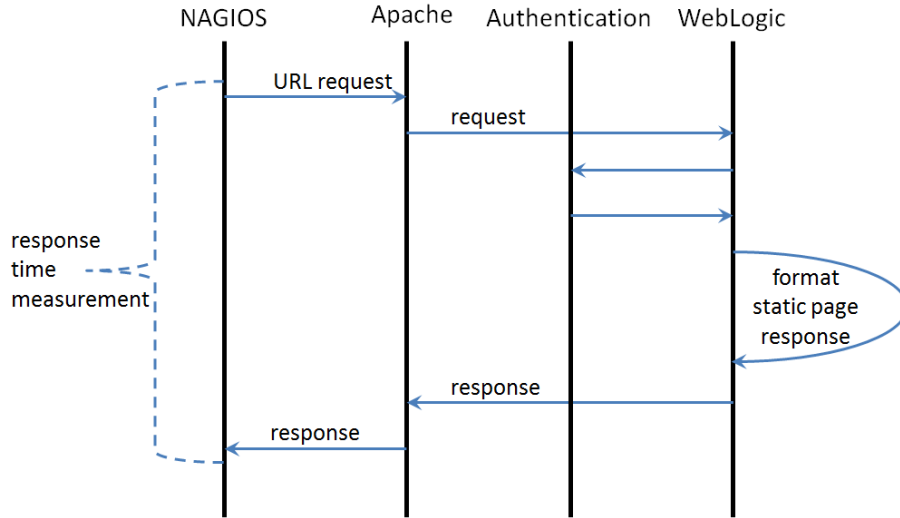 NAGIOS
Apache
Authentication
WebLogic
URL request
request
response
time
measurement
format
static page
response
response
response